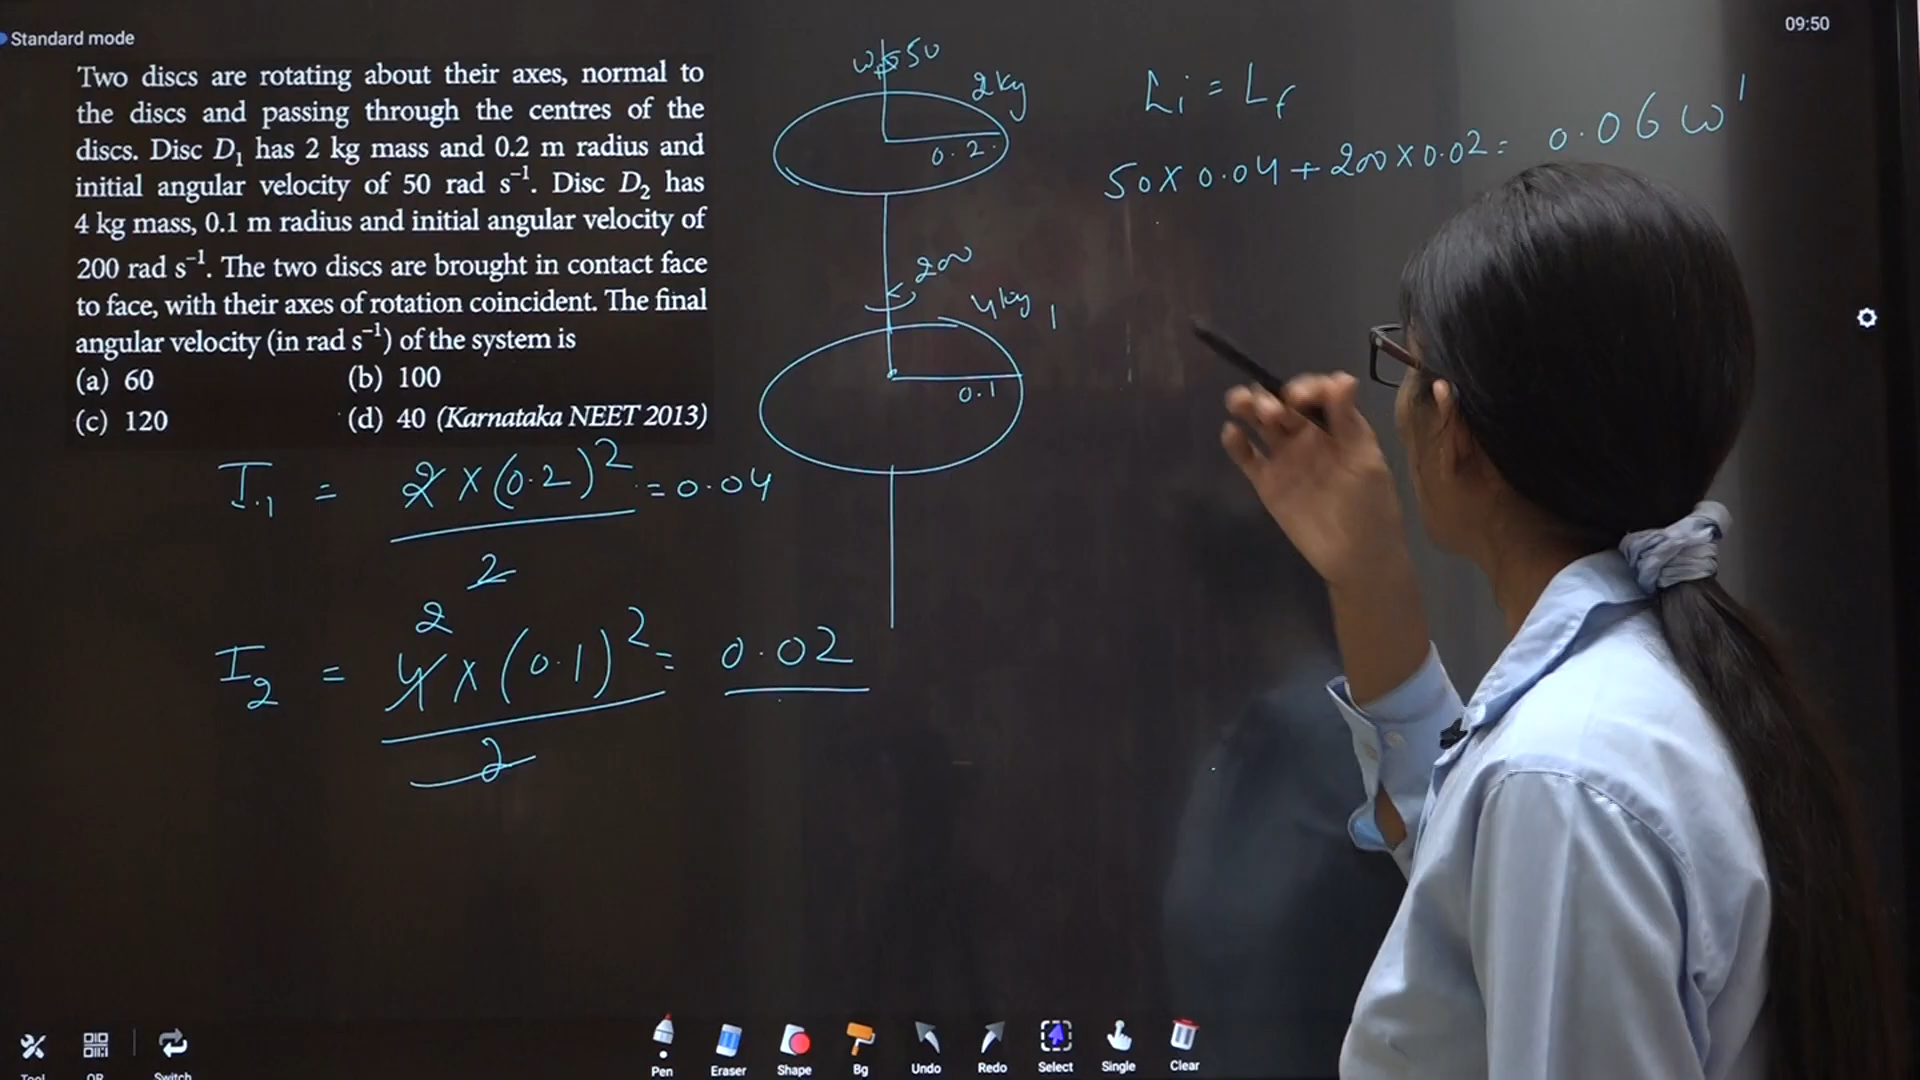 Standard mode
09:50
Two discs are rotating about their axes, normal to
the discs and passing through the centres of the
discs. Disc D₁ has 2 kg mass and 0.2 m radius and
initial angular velocity of 50 rad s⁻¹. Disc D₂ has
4 kg mass, 0.1 m radius and initial angular velocity of
200 rad s⁻¹. The two discs are brought in contact face
to face, with their axes of rotation coincident. The final
angular velocity (in rad s⁻¹) of the system is
(a) 60 (b) 100
(c) 120 (d) 40 (Karnataka NEET 2013)
50
2kg
0.2
200
4kg
0.1
Li = Lf
50 x 0.04 + 200 x 0.02 = 0.06 ω'
I₁ = 2 x (0.2)² / 2 = 0.04
2
I₂ = 4 x (0.1)² / 2 = 0.02
Switch
Pen
Eraser
Shape
Bg
Undo
Redo
Select
Single
Clear